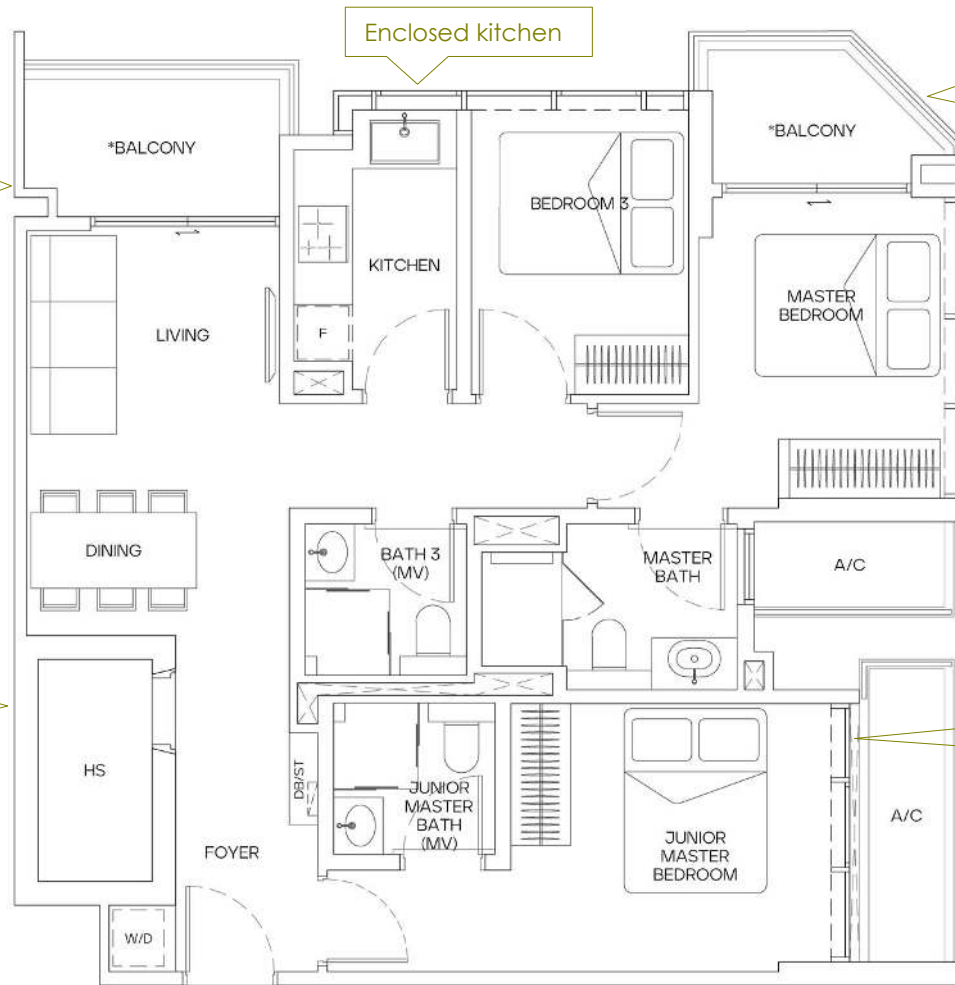 Enclosed kitchen
*BALCONY
*BALCONY
BEDROOM 3
KITCHEN
MASTER
BEDROOM
LIVING
F
DINING
BATH 3
(MV)
MASTER
BATH
A/C
HS
DB/ST
JUNIOR
MASTER
BATH
(MV)
A/C
FOYER
JUNIOR
MASTER
BEDROOM
W/D